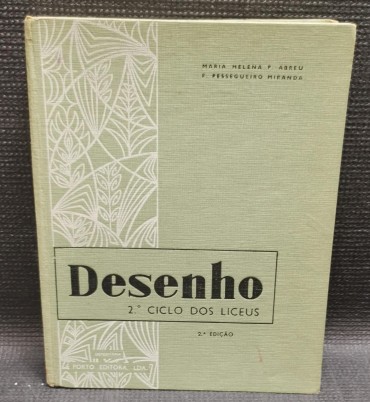 MARIA HELENA F. ABREU
F. PESSEGUEIRO MIRANDA
Desenho
2.º CICLO DOS LICEUS
2.ª EDIÇÃO
PORTO EDITORA, LDA.